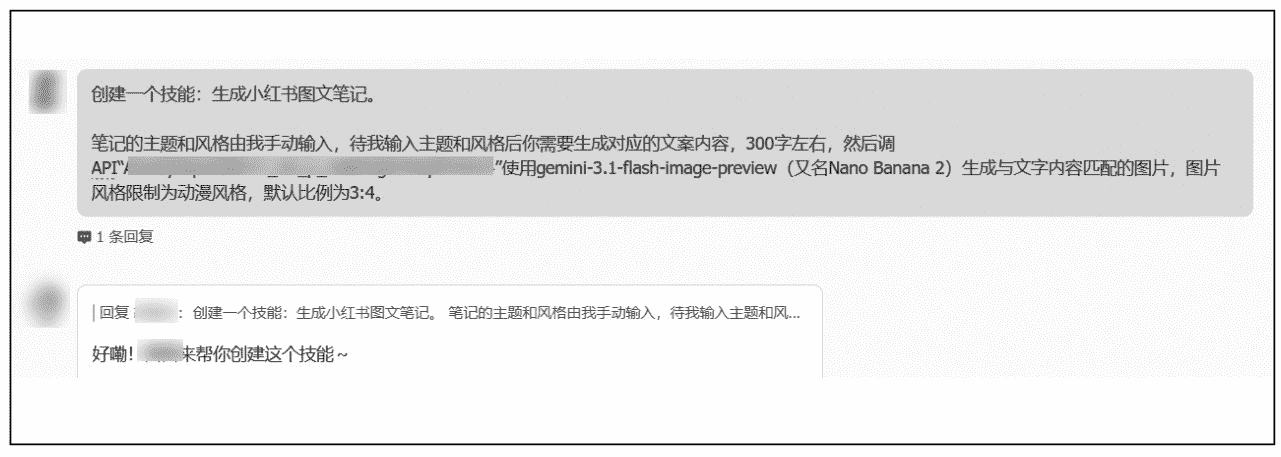 创建一个技能：生成小红书图文笔记。
笔记的主题和风格由我手动输入，待我输入主题和风格后你需要生成对应的文案内容，300字左右，然后调
API“ ”使用gemini-3.1-flash-image-preview（又名Nano Banana 2）生成与文字内容匹配的图片，图片
风格限制为动漫风格，默认比例为3:4。
1 条回复
| 回复 ：创建一个技能：生成小红书图文笔记。 笔记的主题和风格由我手动输入，待我输入主题和风...
好嘞！ 来帮你创建这个技能~